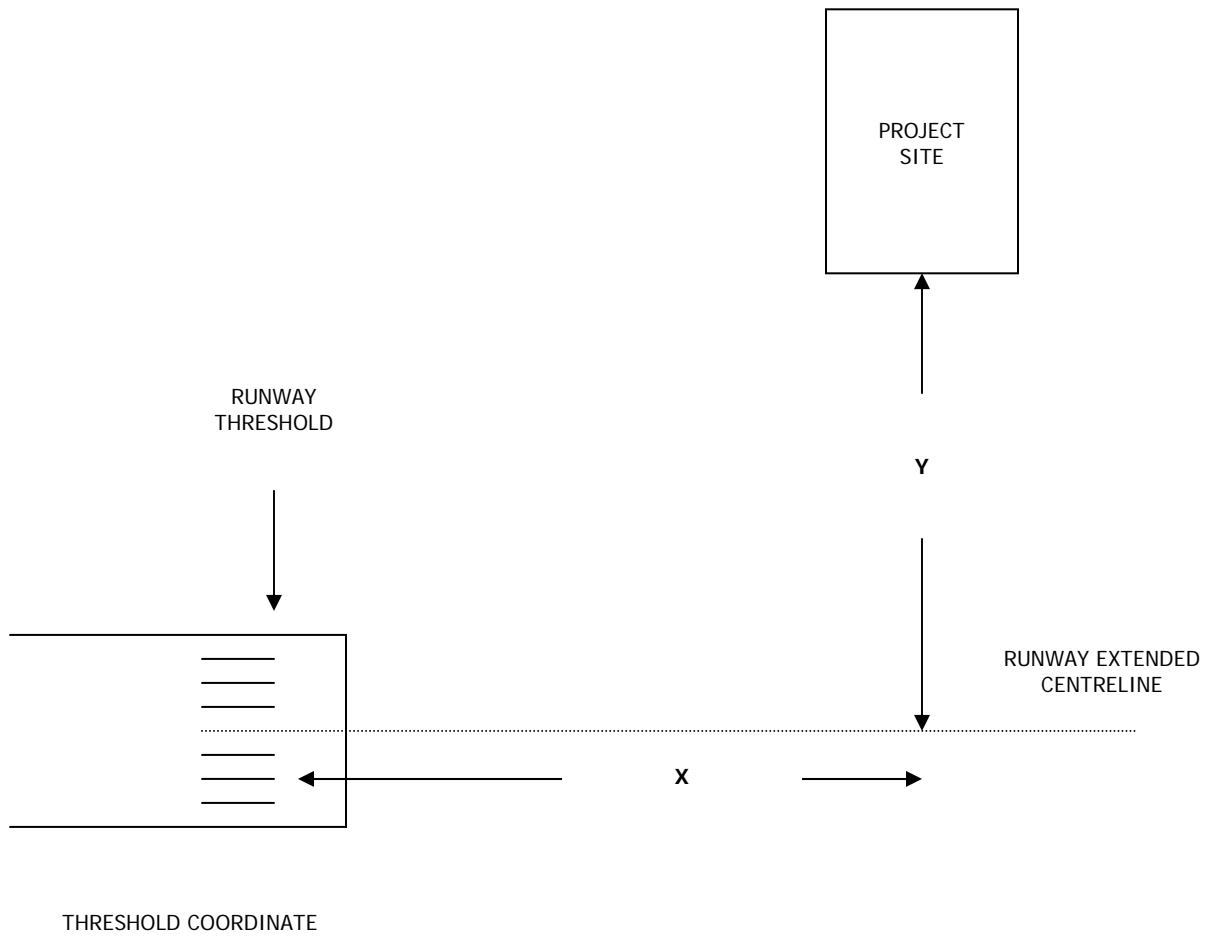 PROJECT
SITE
RUNWAY
THRESHOLD
Y
RUNWAY EXTENDED
CENTRELINE
X
THRESHOLD COORDINATE